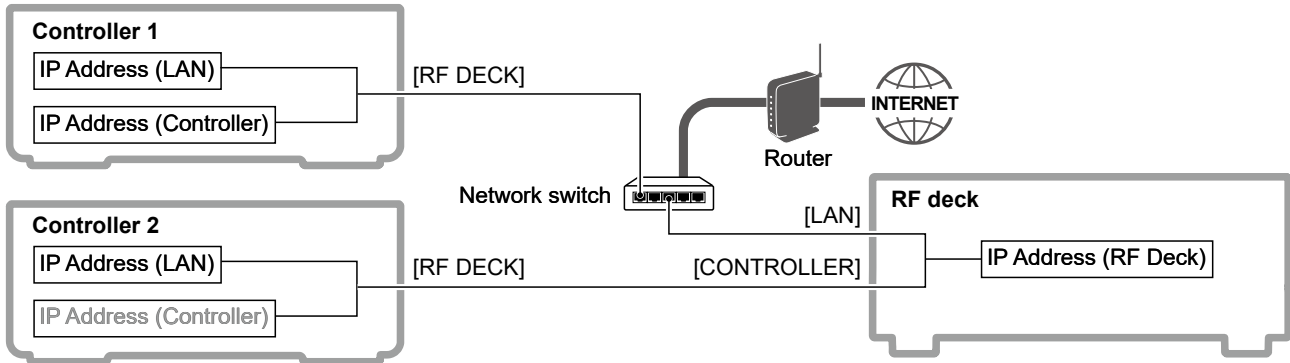 Controller 1
IP Address (LAN)
IP Address (Controller)
[RF DECK]
INTERNET
Router
Network switch
Controller 2
IP Address (LAN)
IP Address (Controller)
[RF DECK]
[CONTROLLER]
[LAN]
RF deck
IP Address (RF Deck)